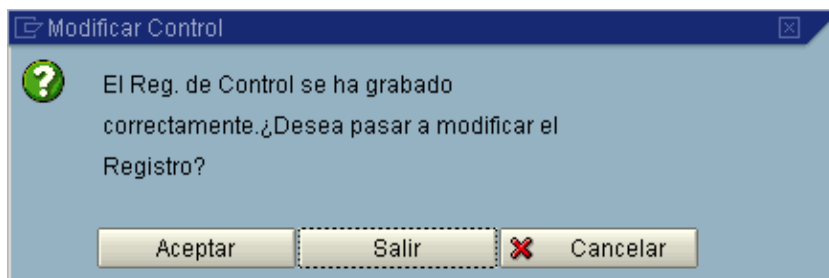 Modificar Control
El Reg. de Control se ha grabado
correctamente.¿Desea pasar a modificar el
Registro?
Aceptar Salir Cancelar